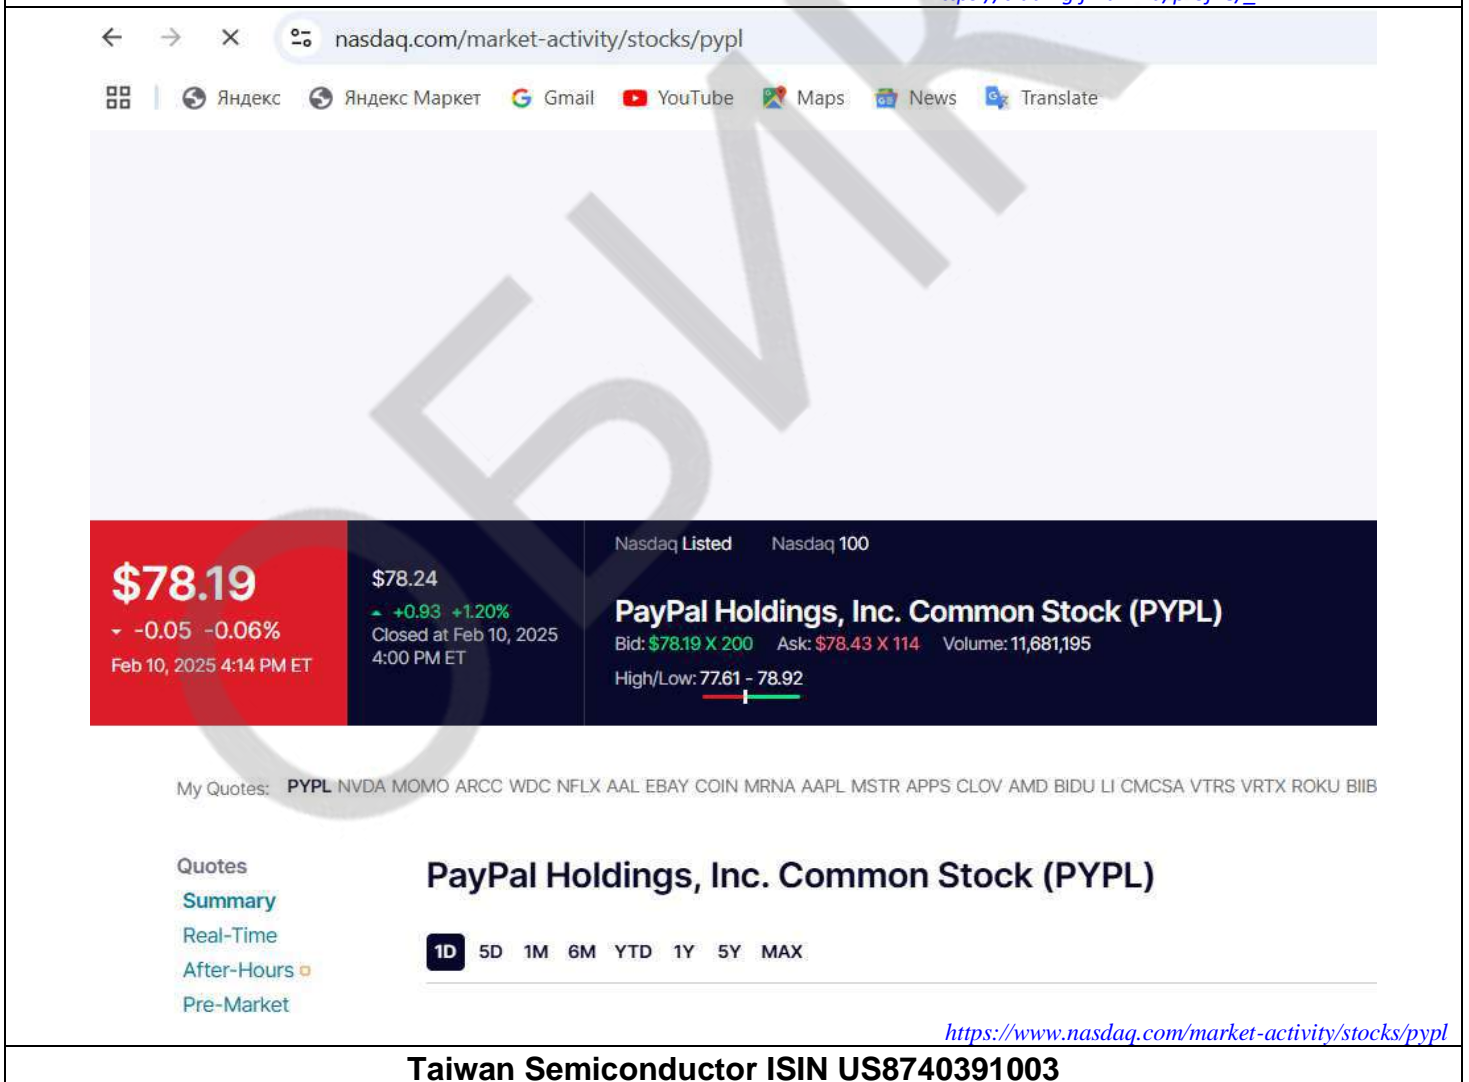 nasdaq.com/market-activity/stocks/pypl
Яндекс Яндекс Маркет Gmail YouTube Maps News Translate
ОБИК
Nasdaq Listed Nasdaq 100
$78.19
-0.05 -0.06%
Feb 10, 2025 4:14 PM ET
$78.24
+0.93 +1.20%
Closed at Feb 10, 2025
4:00 PM ET
PayPal Holdings, Inc. Common Stock (PYPL)
Bid: $78.19 X 200 Ask: $78.43 X 114 Volume: 11,681,195
High/Low: 77.61 - 78.92
My Quotes: PYPL NVDA MOMO ARCC WDC NFLX AAL EBAY COIN MRNA AAPL MSTR APPS CLOV AMD BIDU LI CMCSA VTRS VRTX ROKU BIIB
Quotes
Summary
Real-Time
After-Hours
Pre-Market
PayPal Holdings, Inc. Common Stock (PYPL)
1D 5D 1M 6M YTD 1Y 5Y MAX
https://www.nasdaq.com/market-activity/stocks/pypl
Taiwan Semiconductor ISIN US8740391003